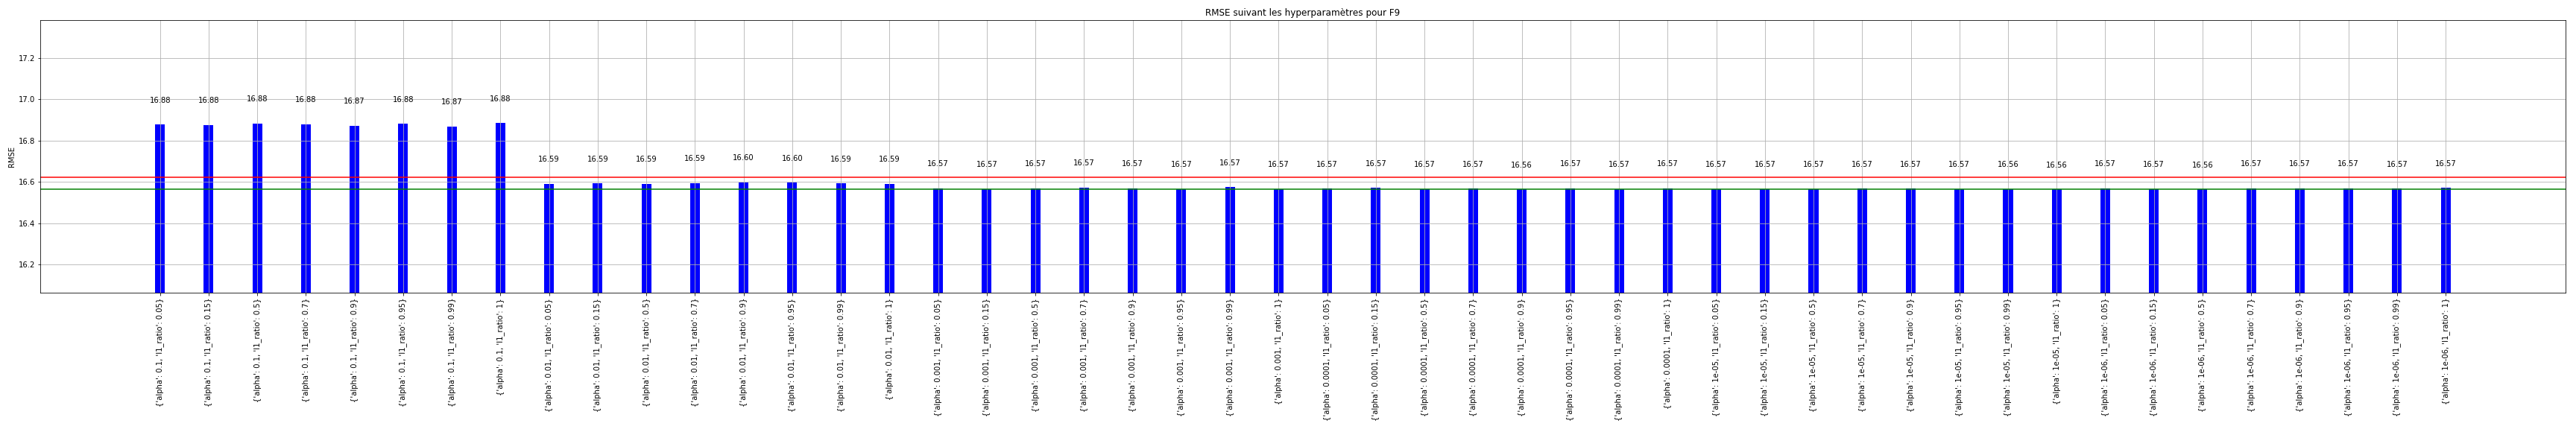 RMSE suivant les hyperparamètres pour F9
RMSE
17.2
17.0
16.8
16.6
16.4
16.2
16.88
16.88
16.88
16.88
16.87
16.88
16.87
16.88
16.59
16.59
16.59
16.59
16.60
16.60
16.59
16.59
16.57
16.57
16.57
16.57
16.57
16.57
16.57
16.57
16.57
16.57
16.57
16.57
16.56
16.57
16.57
16.57
16.57
16.57
16.57
16.57
16.57
16.57
16.56
16.56
16.57
16.57
16.56
16.57
16.57
16.57
16.57
16.57
{'alpha': 0.1, 'l1_ratio': 0.05}
{'alpha': 0.1, 'l1_ratio': 0.15}
{'alpha': 0.1, 'l1_ratio': 0.5}
{'alpha': 0.1, 'l1_ratio': 0.7}
{'alpha': 0.1, 'l1_ratio': 0.9}
{'alpha': 0.1, 'l1_ratio': 0.95}
{'alpha': 0.1, 'l1_ratio': 0.99}
{'alpha': 0.1, 'l1_ratio': 1}
{'alpha': 0.01, 'l1_ratio': 0.05}
{'alpha': 0.01, 'l1_ratio': 0.15}
{'alpha': 0.01, 'l1_ratio': 0.5}
{'alpha': 0.01, 'l1_ratio': 0.7}
{'alpha': 0.01, 'l1_ratio': 0.9}
{'alpha': 0.01, 'l1_ratio': 0.95}
{'alpha': 0.01, 'l1_ratio': 0.99}
{'alpha': 0.01, 'l1_ratio': 1}
{'alpha': 0.001, 'l1_ratio': 0.05}
{'alpha': 0.001, 'l1_ratio': 0.15}
{'alpha': 0.001, 'l1_ratio': 0.5}
{'alpha': 0.001, 'l1_ratio': 0.7}
{'alpha': 0.001, 'l1_ratio': 0.9}
{'alpha': 0.001, 'l1_ratio': 0.95}
{'alpha': 0.001, 'l1_ratio': 0.99}
{'alpha': 0.001, 'l1_ratio': 1}
{'alpha': 0.0001, 'l1_ratio': 0.05}
{'alpha': 0.0001, 'l1_ratio': 0.15}
{'alpha': 0.0001, 'l1_ratio': 0.5}
{'alpha': 0.0001, 'l1_ratio': 0.7}
{'alpha': 0.0001, 'l1_ratio': 0.9}
{'alpha': 0.0001, 'l1_ratio': 0.95}
{'alpha': 0.0001, 'l1_ratio': 0.99}
{'alpha': 0.0001, 'l1_ratio': 1}
{'alpha': 1e-05, 'l1_ratio': 0.05}
{'alpha': 1e-05, 'l1_ratio': 0.15}
{'alpha': 1e-05, 'l1_ratio': 0.5}
{'alpha': 1e-05, 'l1_ratio': 0.7}
{'alpha': 1e-05, 'l1_ratio': 0.9}
{'alpha': 1e-05, 'l1_ratio': 0.95}
{'alpha': 1e-05, 'l1_ratio': 0.99}
{'alpha': 1e-05, 'l1_ratio': 1}
{'alpha': 1e-06, 'l1_ratio': 0.05}
{'alpha': 1e-06, 'l1_ratio': 0.15}
{'alpha': 1e-06, 'l1_ratio': 0.5}
{'alpha': 1e-06, 'l1_ratio': 0.7}
{'alpha': 1e-06, 'l1_ratio': 0.9}
{'alpha': 1e-06, 'l1_ratio': 0.95}
{'alpha': 1e-06, 'l1_ratio': 0.99}
{'alpha': 1e-06, 'l1_ratio': 1}